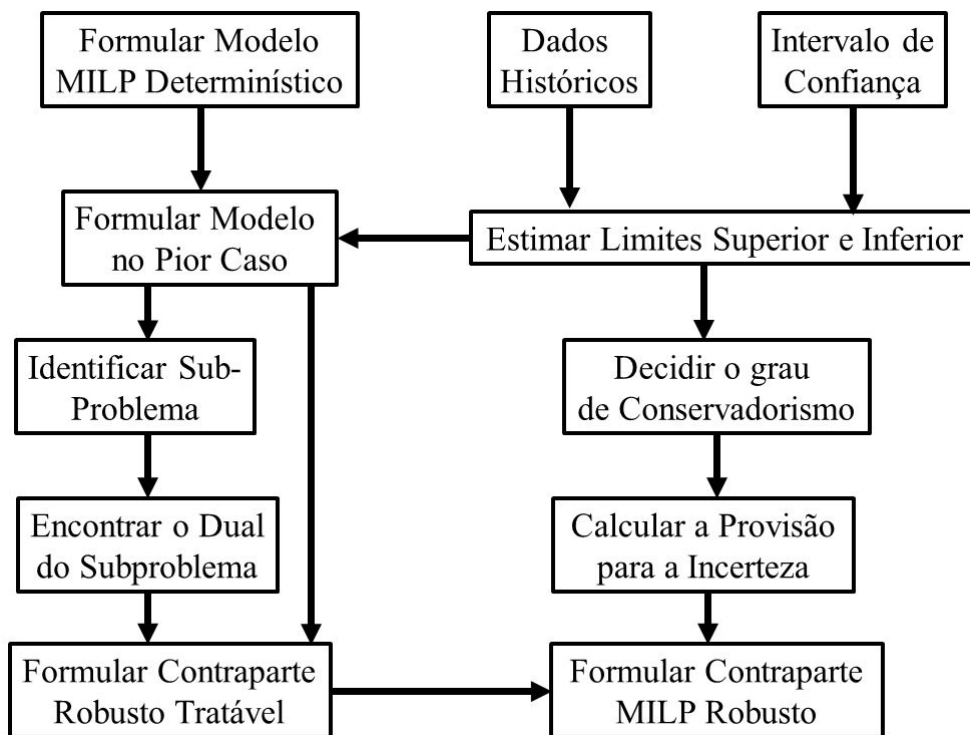 Formular Modelo
MILP Determinístico
Dados
Históricos
Intervalo de
Confiança
Formular Modelo
no Pior Caso
Estimar Limites Superior e Inferior
Identificar Sub-
Problema
Decidir o grau
de Conservadorismo
Encontrar o Dual
do Subproblema
Calcular a Provisão
para a Incerteza
Formular Contraparte
Robusto Tratável
Formular Contraparte
MILP Robusto